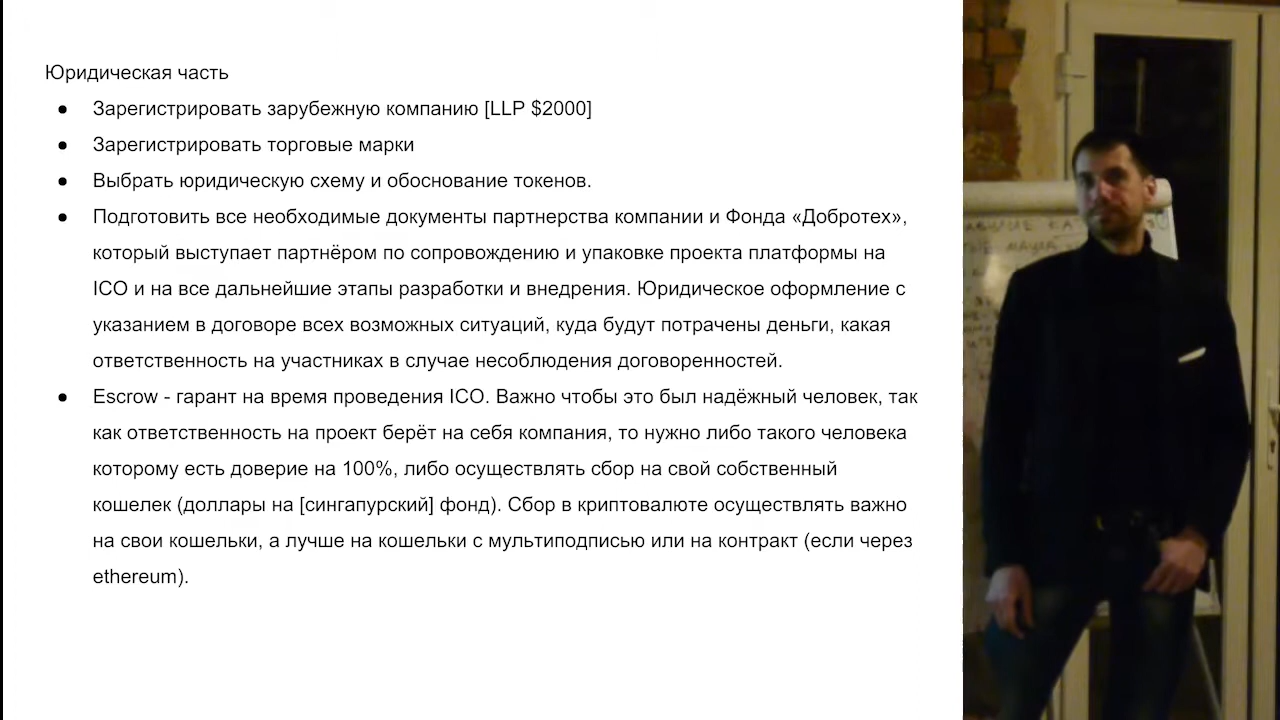 Юридическая часть
● Зарегистрировать зарубежную компанию [LLP $2000]
● Зарегистрировать торговые марки
● Выбрать юридическую схему и обоснование токенов.
● Подготовить все необходимые документы партнерства компании и Фонда «Добротех»,
который выступает партнёром по сопровождению и упаковке проекта платформы на
ICO и на все дальнейшие этапы разработки и внедрения. Юридическое оформление с
указанием в договоре всех возможных ситуаций, куда будут потрачены деньги, какая
ответственность на участниках в случае несоблюдения договоренностей.
● Escrow - гарант на время проведения ICO. Важно чтобы это был надёжный человек, так
как ответственность на проект берёт на себя компания, то нужно либо такого человека
которому есть доверие на 100%, либо осуществлять сбор на свой собственный
кошелек (доллары на [сингапурский] фонд). Сбор в криптовалюте осуществлять важно
на свои кошельки, а лучше на кошельки с мультиподписью или на контракт (если через
ethereum).